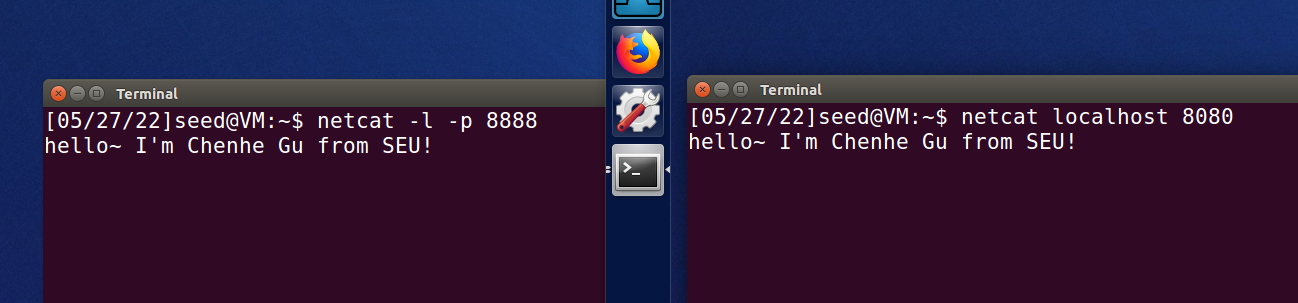 Terminal
[05/27/22]seed@VM:~$ netcat -l -p 8888
hello~ I'm Chenhe Gu from SEU!
>_
Terminal
[05/27/22]seed@VM:~$ netcat localhost 8080
hello~ I'm Chenhe Gu from SEU!